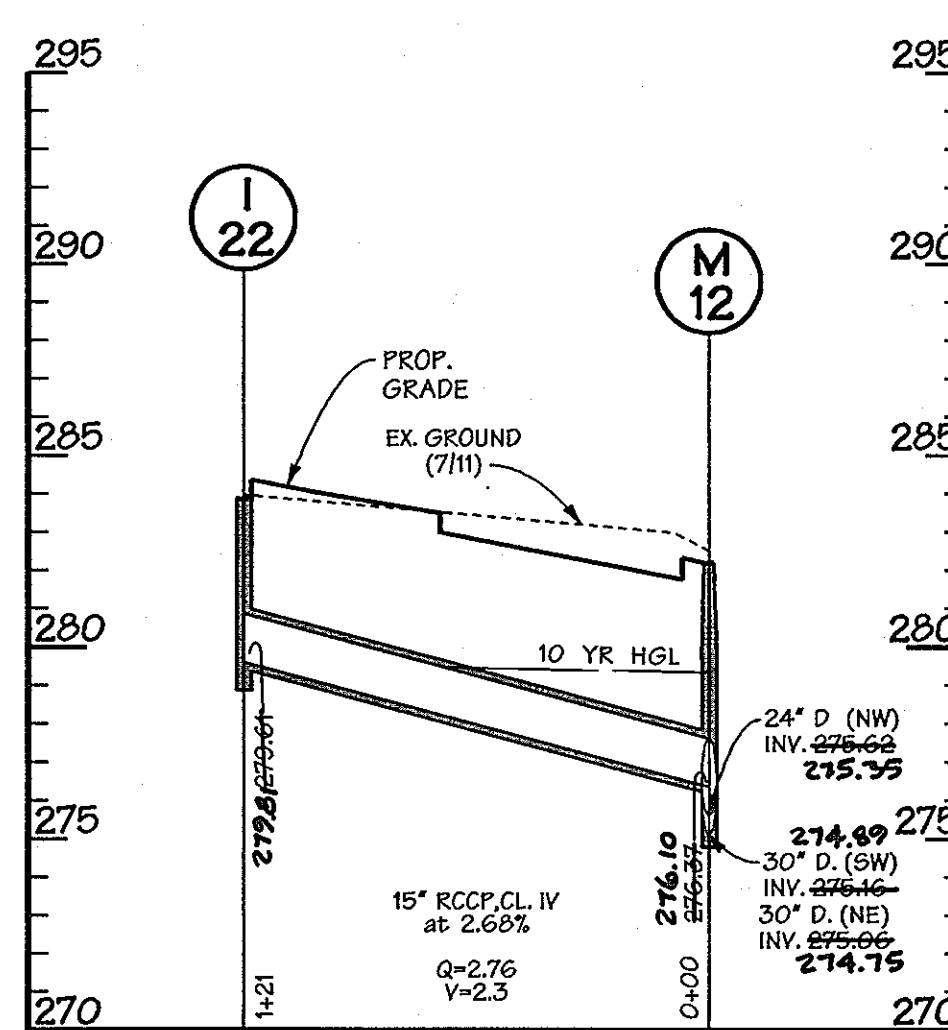 295
295
I
22
290
M
12
290
PROP.
GRADE
285
EX. GROUND
(7/11)
285
280
10 YR HGL
280
24" D (NW)
INV. 275.62
275.35
279.61
279.81
275
276.10
276.37
274.89
275
30" D. (SW)
INV. 275.16
30" D. (NE)
INV. 275.06
274.75
15" RCCP,CL. IV
at 2.68%
Q=2.76
V=2.3
1+21
0+00
270
270